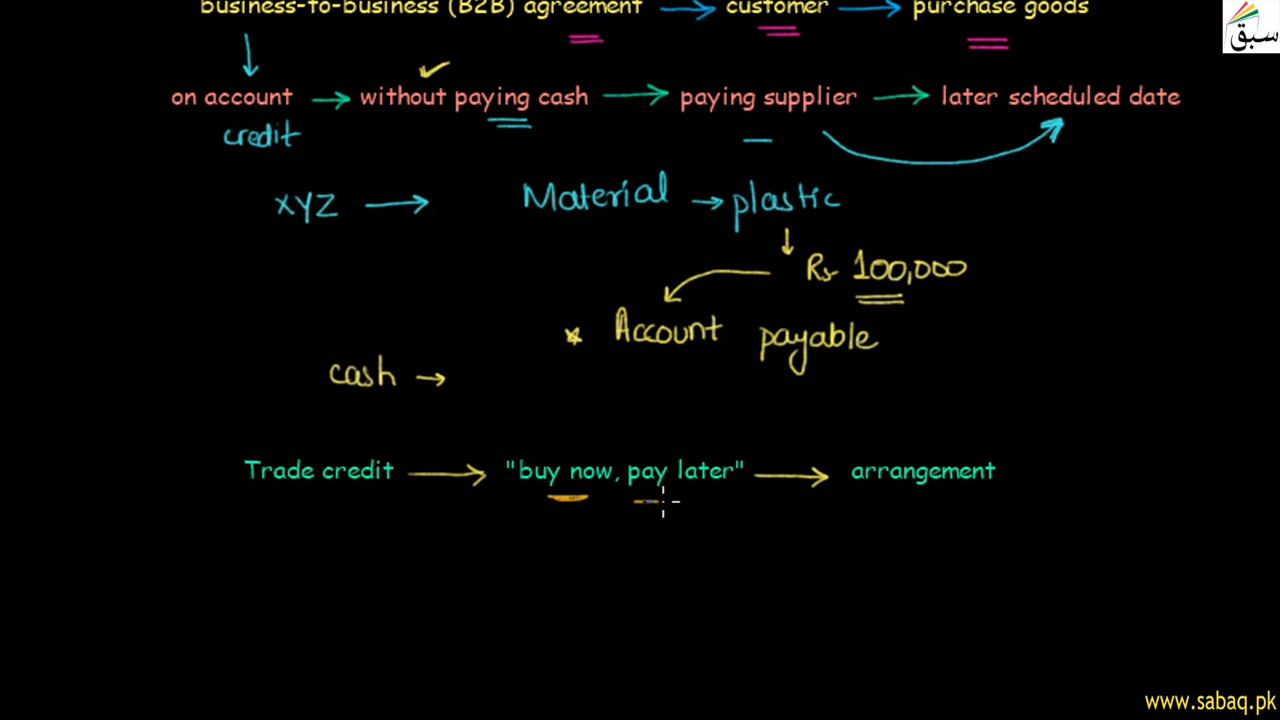 business-to-business (B2B) agreement → customer → purchase goods
سبق
on account → without paying cash → paying supplier → later scheduled date
credit
XYZ → Material → plastic
Rs 100,000
* Account payable
cash →
Trade credit → "buy now, pay later" → arrangement
www.sabaq.pk